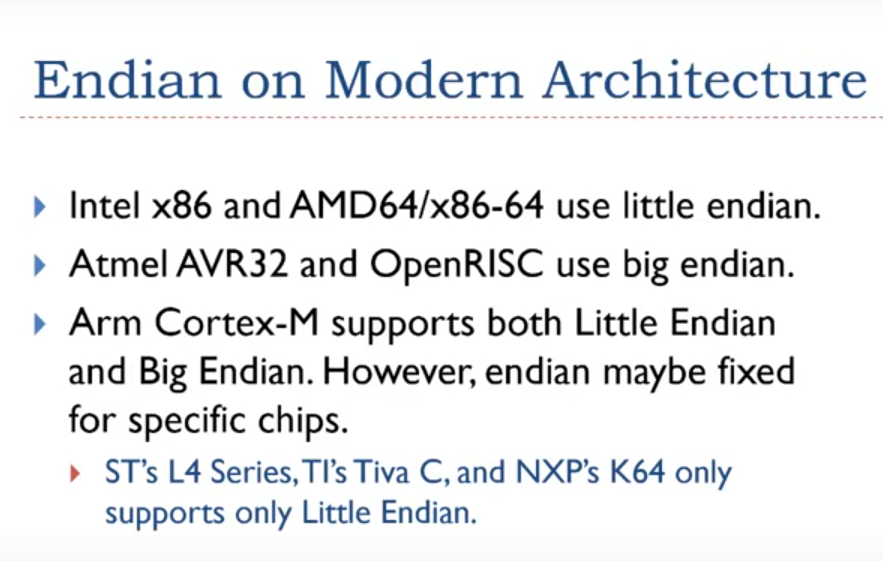 Endian on Modern Architecture
Intel x86 and AMD64/x86-64 use little endian.
Atmel AVR32 and OpenRISC use big endian.
Arm Cortex-M supports both Little Endian
and Big Endian. However, endian maybe fixed
for specific chips.
ST's L4 Series, TI's Tiva C, and NXP's K64 only
supports only Little Endian.